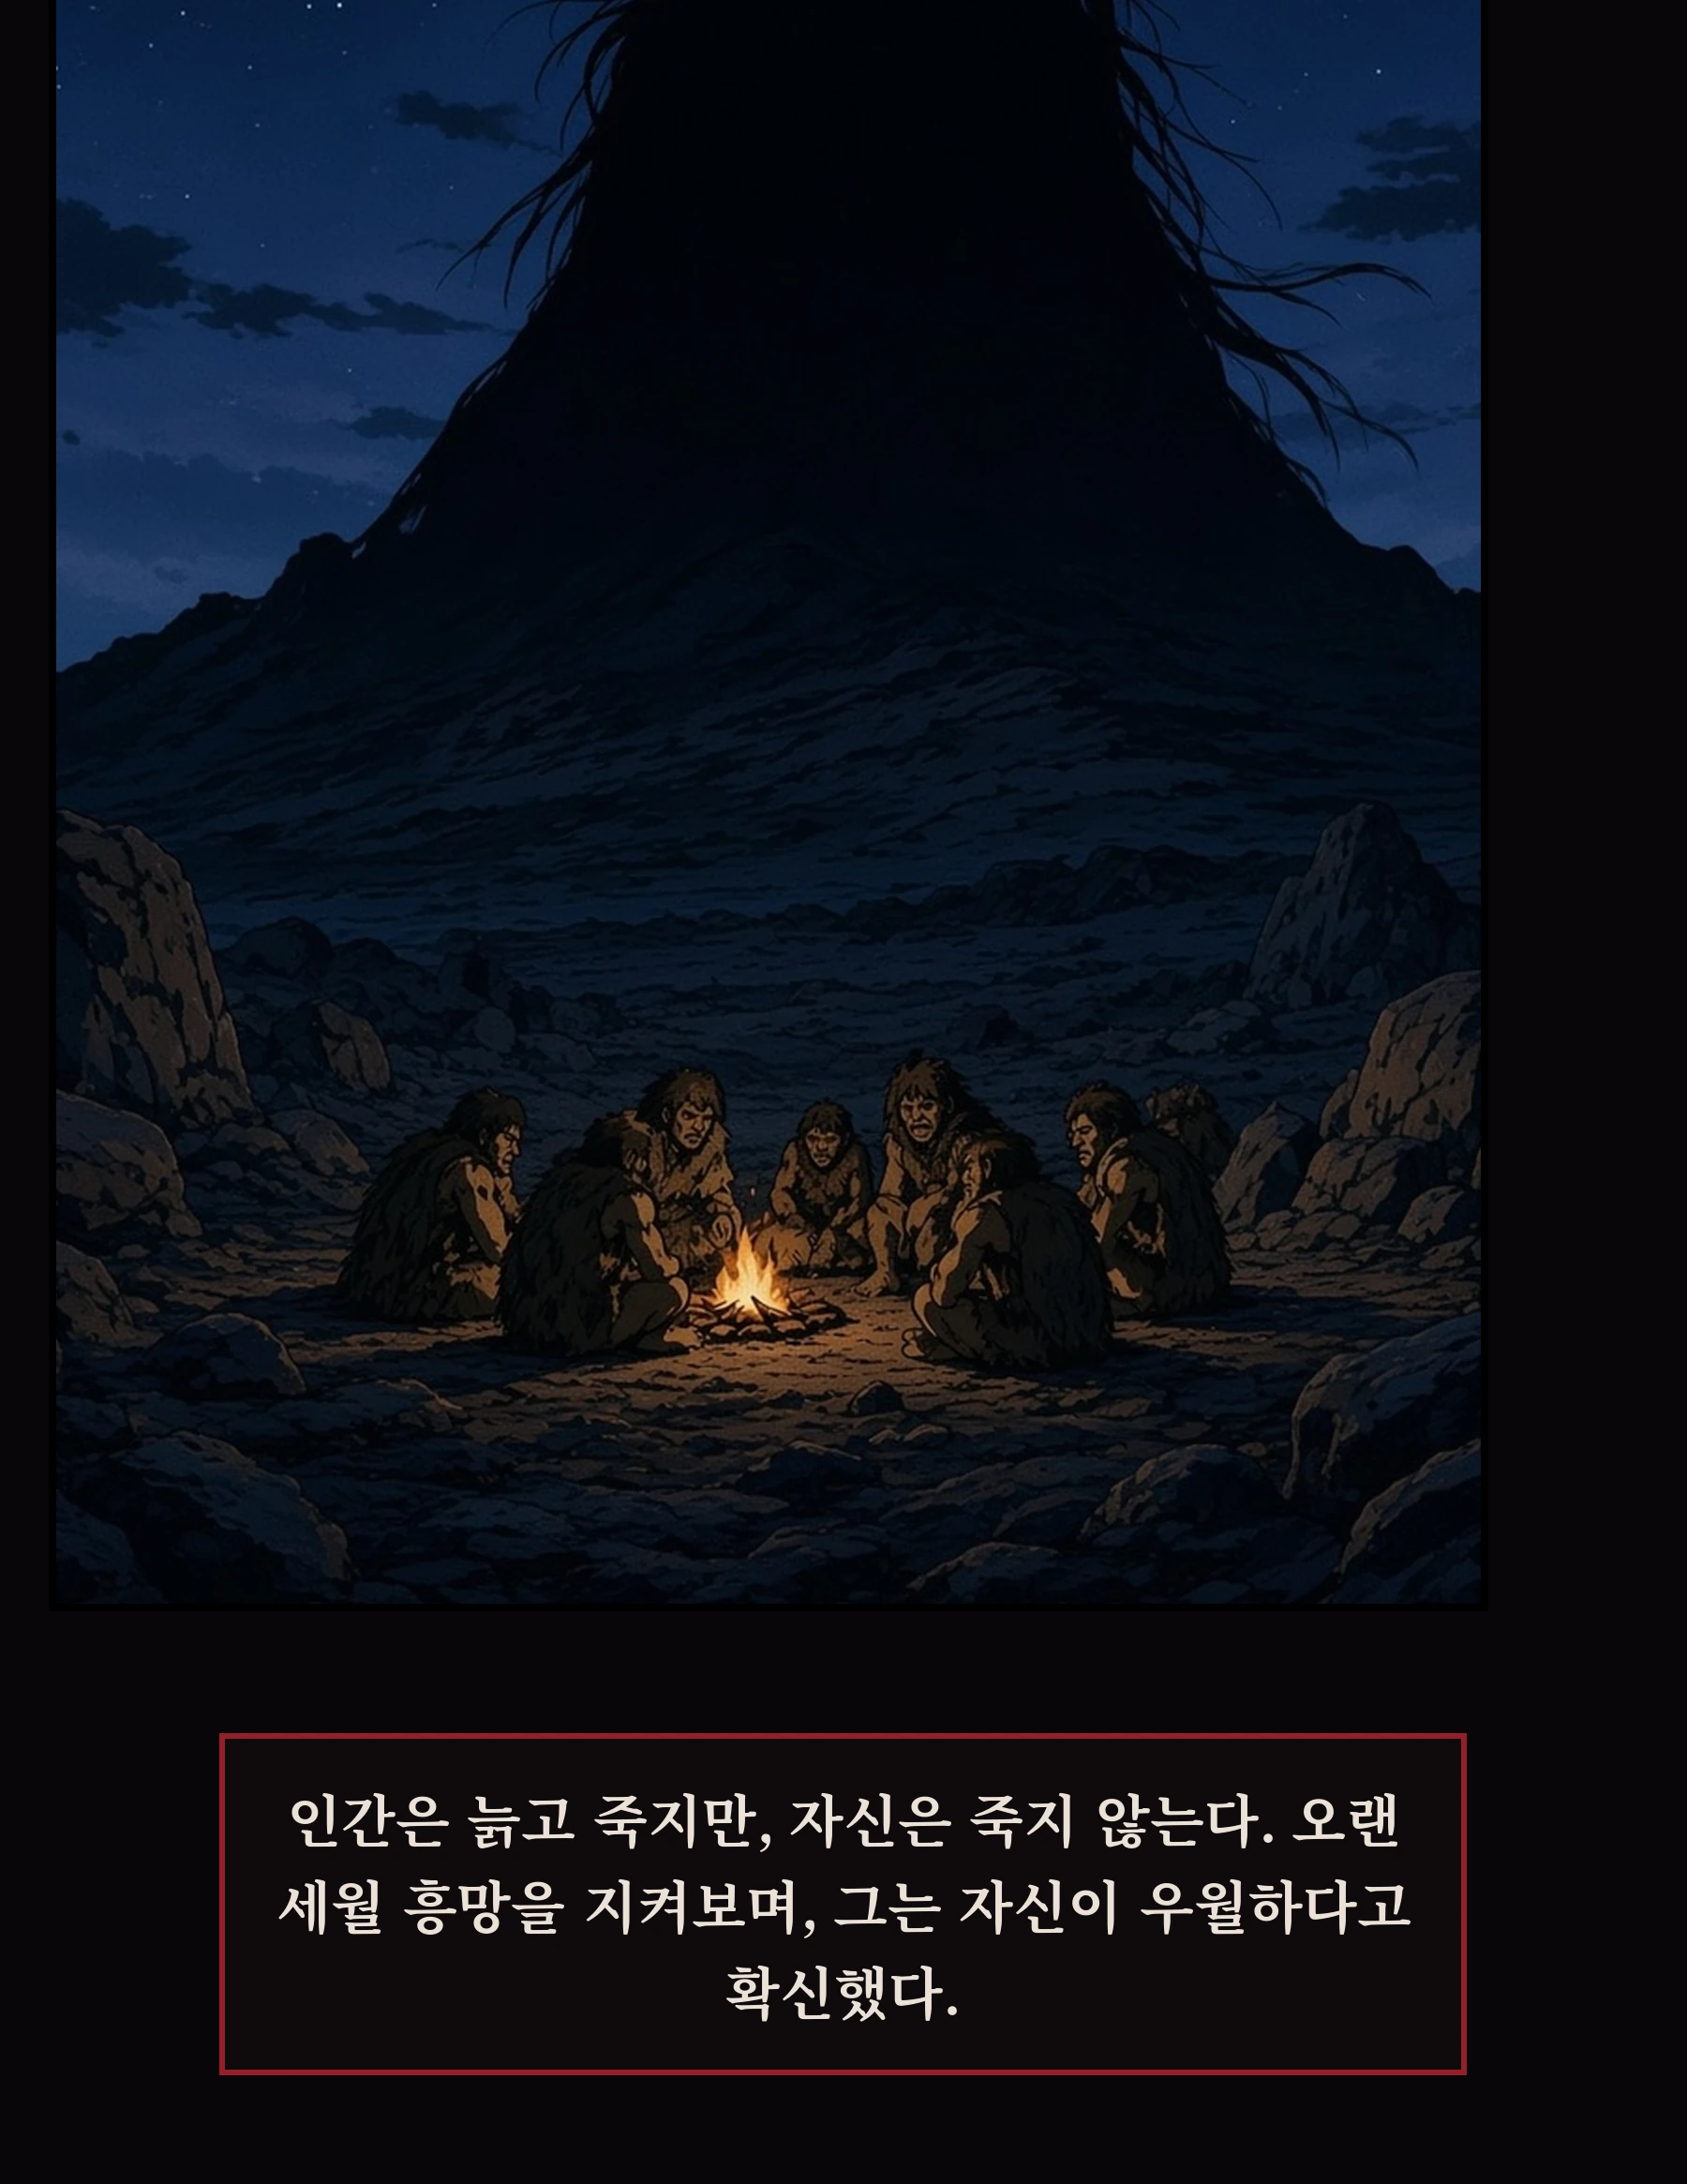 인간은 늙고 죽지만, 자신은 죽지 않는다. 오랜
세월 흥망을 지켜보며, 그는 자신이 우월하다고
확신했다.